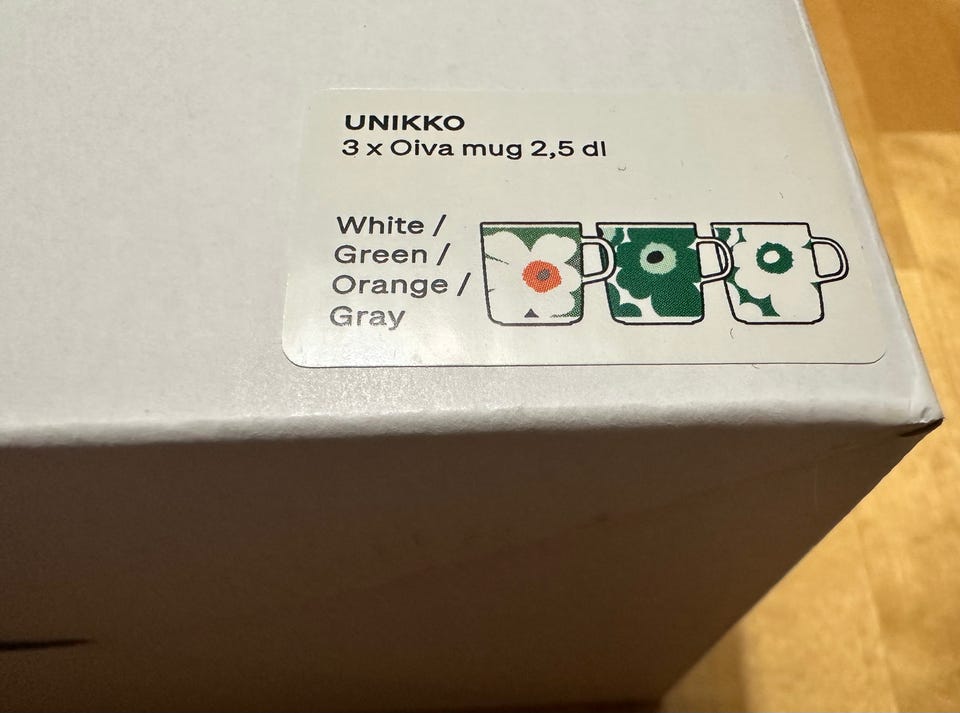 UNIKKO
3 x Oiva mug 2,5 dl
White /
Green /
Orange /
Gray